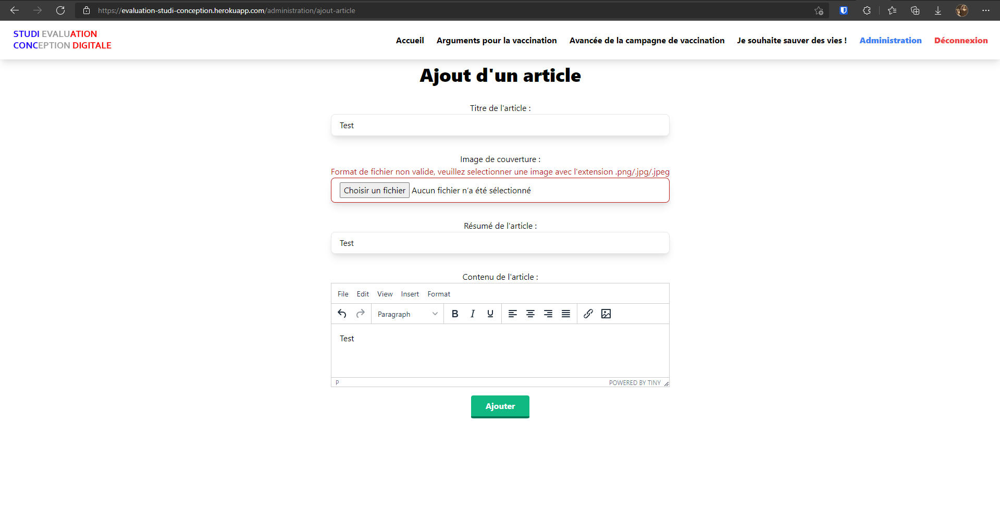 https://evaluation-studi-conception.herokuapp.com/administration/ajout-article
STUDI EVALUATION
CONCEPTION DIGITALE
Accueil Arguments pour la vaccination Avancée de la campagne de vaccination Je souhaite sauver des vies ! Administration Déconnexion
Ajout d'un article
Titre de l'article :
Test
Image de couverture :
Format de fichier non valide, veuillez selectionner une image avec l'extension .png/.jpg/.jpeg
Choisir un fichier Aucun fichier n'a été sélectionné
Résumé de l'article :
Test
Contenu de l'article :
File Edit View Insert Format
Paragraph B I U
Test
P POWERED BY TINY
Ajouter